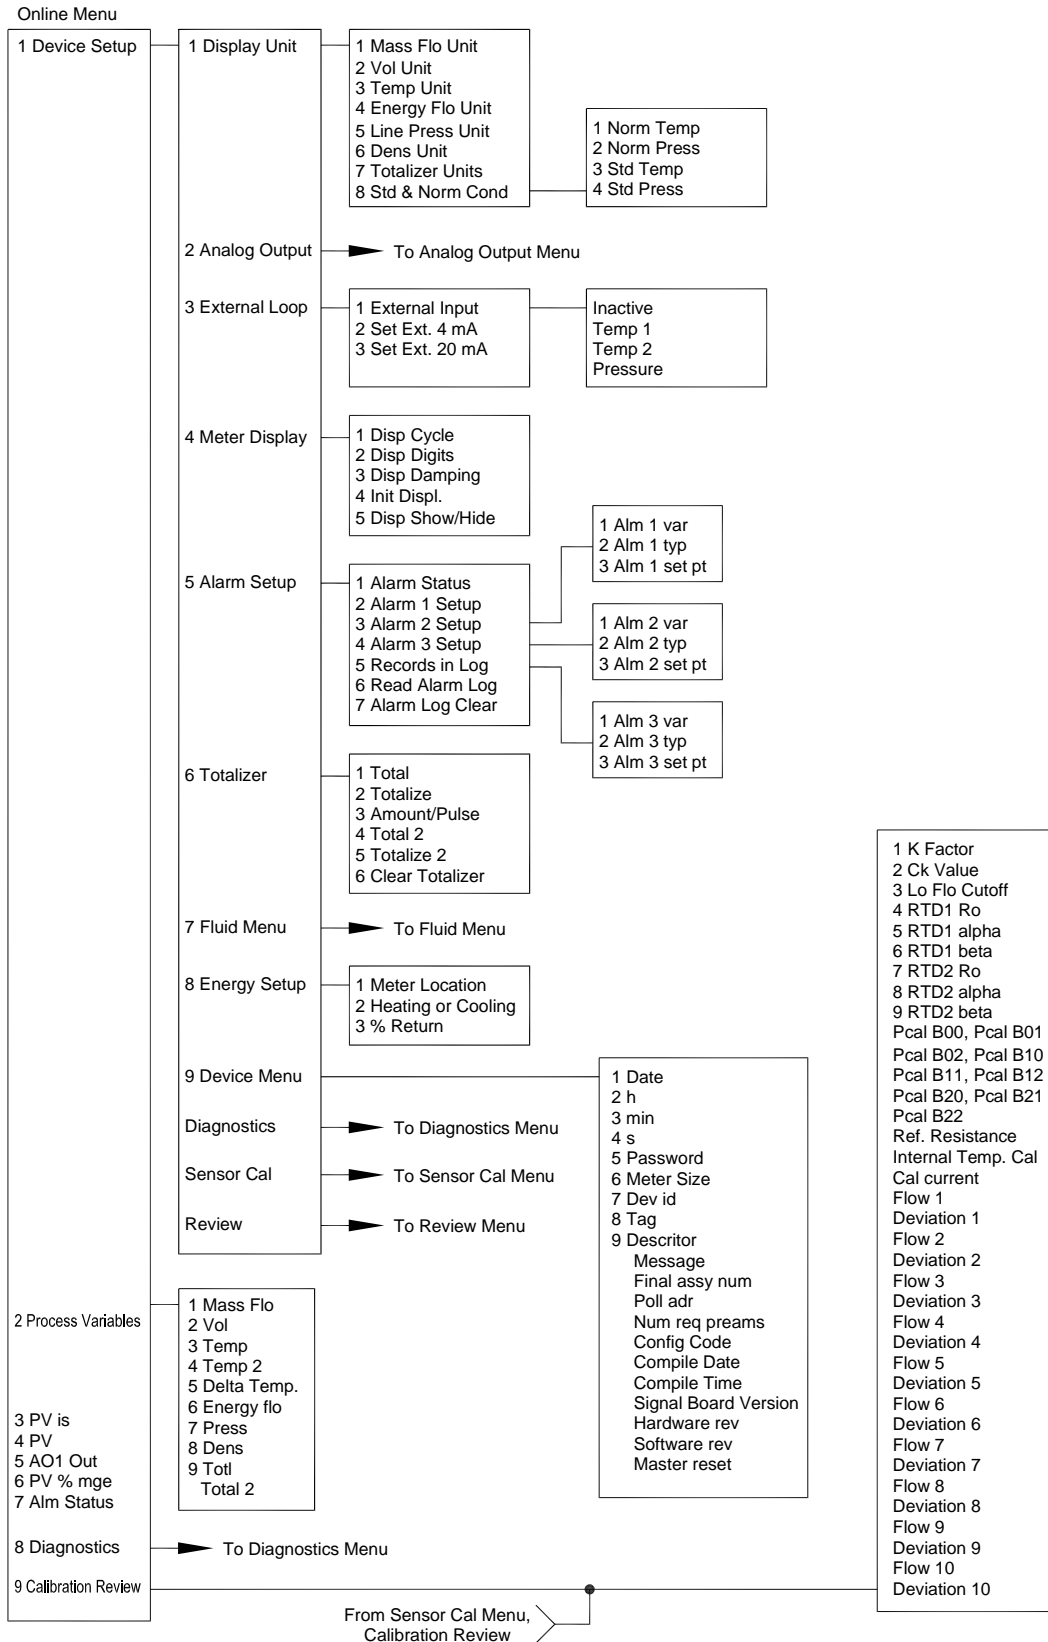 Online Menu
1 Device Setup
1 Display Unit
1 Mass Flo Unit
2 Vol Unit
3 Temp Unit
4 Energy Flo Unit
5 Line Press Unit
6 Dens Unit
7 Totalizer Units
8 Std & Norm Cond
1 Norm Temp
2 Norm Press
3 Std Temp
4 Std Press
2 Analog Output
To Analog Output Menu
3 External Loop
1 External Input
2 Set Ext. 4 mA
3 Set Ext. 20 mA
Inactive
Temp 1
Temp 2
Pressure
4 Meter Display
1 Disp Cycle
2 Disp Digits
3 Disp Damping
4 Init Displ.
5 Disp Show/Hide
5 Alarm Setup
1 Alarm Status
2 Alarm 1 Setup
3 Alarm 2 Setup
4 Alarm 3 Setup
5 Records in Log
6 Read Alarm Log
7 Alarm Log Clear
1 Alm 1 var
2 Alm 1 typ
3 Alm 1 set pt
1 Alm 2 var
2 Alm 2 typ
3 Alm 2 set pt
1 Alm 3 var
2 Alm 3 typ
3 Alm 3 set pt
6 Totalizer
1 Total
2 Totalize
3 Amount/Pulse
4 Total 2
5 Totalize 2
6 Clear Totalizer
7 Fluid Menu
To Fluid Menu
8 Energy Setup
1 Meter Location
2 Heating or Cooling
3 % Return
9 Device Menu
1 Date
2 h
3 min
4 s
5 Password
6 Meter Size
7 Dev id
8 Tag
9 Descritor
Message
Final assy num
Poll adr
Num req preams
Config Code
Compile Date
Compile Time
Signal Board Version
Hardware rev
Software rev
Master reset
Diagnostics
To Diagnostics Menu
Sensor Cal
To Sensor Cal Menu
Review
To Review Menu
2 Process Variables
1 Mass Flo
2 Vol
3 Temp
4 Temp 2
5 Delta Temp.
6 Energy flo
7 Press
8 Dens
9 Totl
Total 2
3 PV is
4 PV
5 AO1 Out
6 PV % mge
7 Alm Status
8 Diagnostics
To Diagnostics Menu
9 Calibration Review
From Sensor Cal Menu,
Calibration Review
1 K Factor
2 Ck Value
3 Lo Flo Cutoff
4 RTD1 Ro
5 RTD1 alpha
6 RTD1 beta
7 RTD2 Ro
8 RTD2 alpha
9 RTD2 beta
Pcal B00, Pcal B01
Pcal B02, Pcal B10
Pcal B11, Pcal B12
Pcal B20, Pcal B21
Pcal B22
Ref. Resistance
Internal Temp. Cal
Cal current
Flow 1
Deviation 1
Flow 2
Deviation 2
Flow 3
Deviation 3
Flow 4
Deviation 4
Flow 5
Deviation 5
Flow 6
Deviation 6
Flow 7
Deviation 7
Flow 8
Deviation 8
Flow 9
Deviation 9
Flow 10
Deviation 10